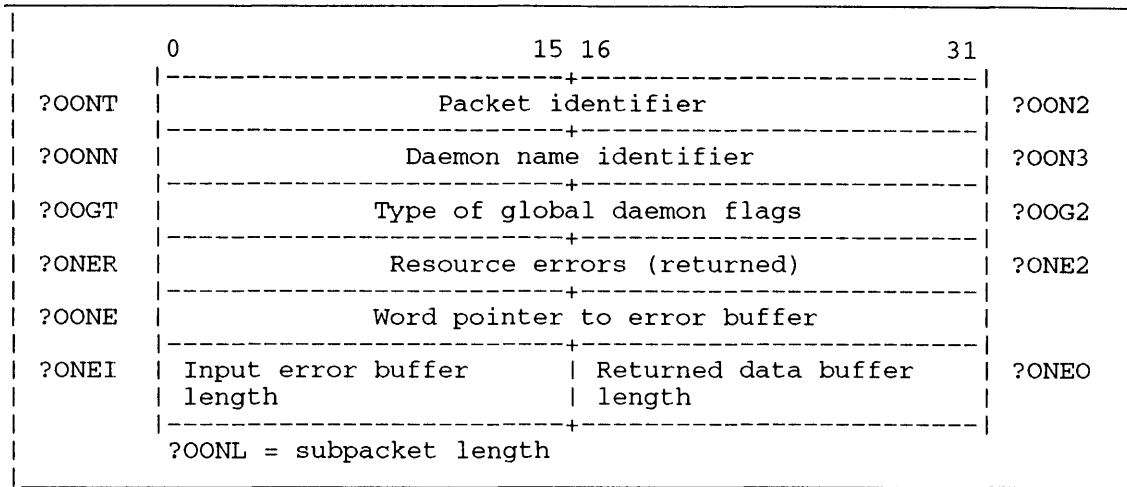 0 15 16 31
?OONT Packet identifier ?OON2
?OONN Daemon name identifier ?OON3
?OOGT Type of global daemon flags ?OOG2
?ONER Resource errors (returned) ?ONE2
?OONE Word pointer to error buffer
?ONEI Input error buffer | Returned data buffer ?ONEO
length | length
?OONL = subpacket length